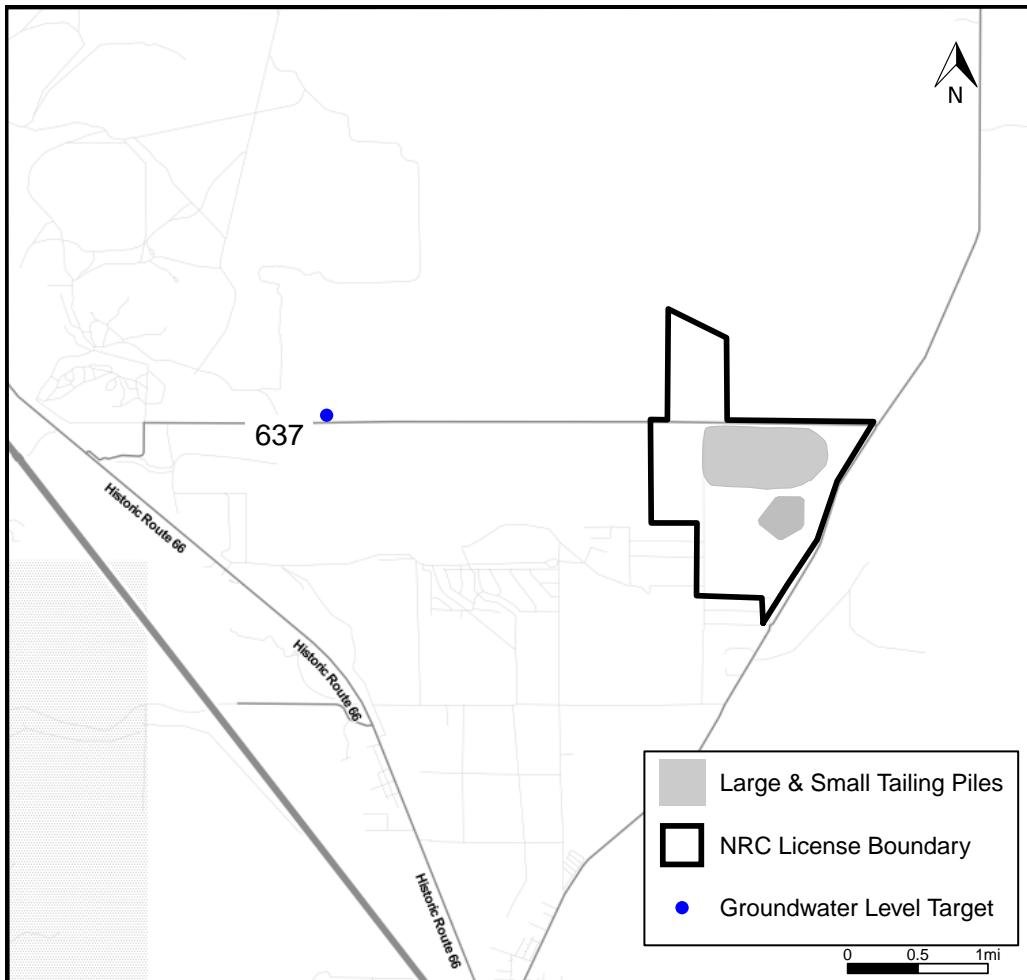 N
637
Historic Route 66
Historic Route 66
Historic Route 66
Large & Small Tailing Piles
NRC License Boundary
Groundwater Level Target
0 0.5 1mi